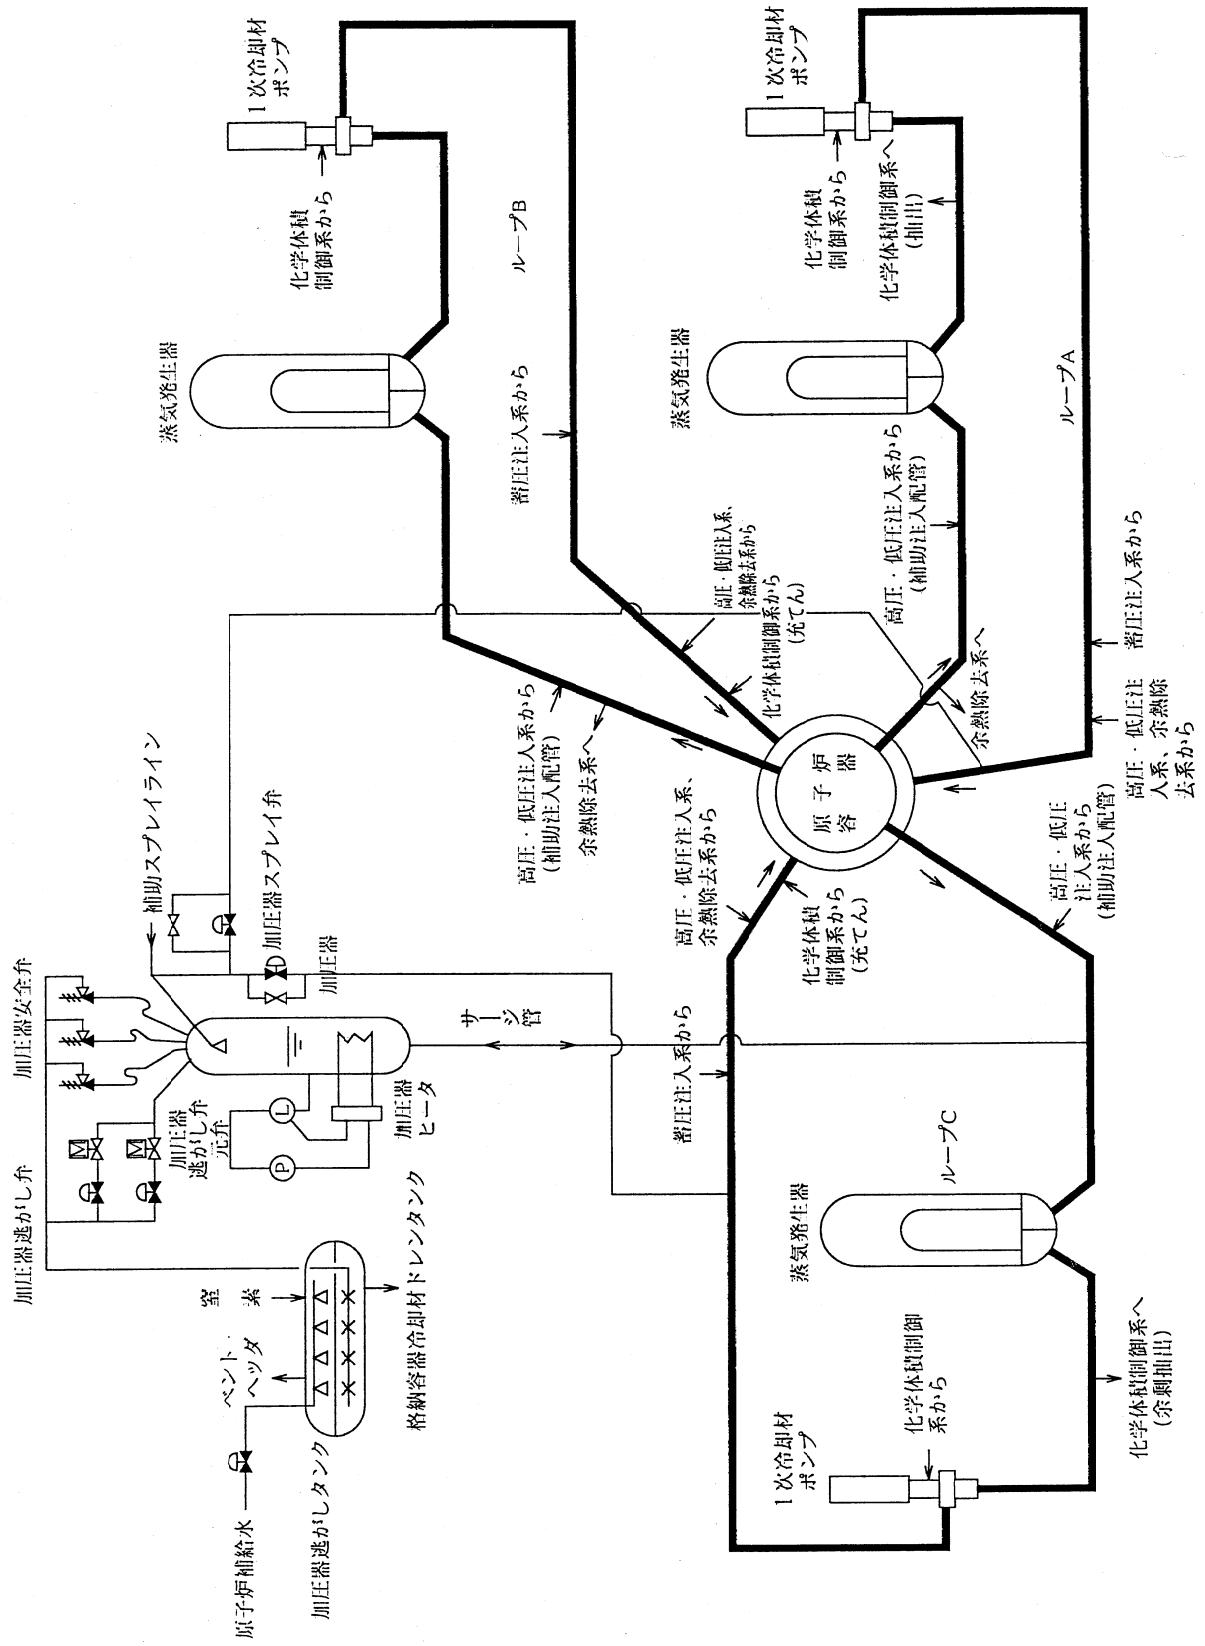 加圧器安全弁
加圧器逃がし弁
補助スプレイライン
加圧器スプレイ弁
加圧器
加圧器
逃がし弁
元弁
M
M
L
P
加圧器
ヒータ
サージ
管
窒素
ベント
ヘッダ
原子炉補給水
加圧器逃がしタンク
格納容器冷却材ドレンタンク
1次冷却材
ポンプ
化学体積
制御系から
蒸気発生器
ループB
蓄圧注入系から
高圧・低圧注入系、
余熱除去系から
化学体積制御系から
(充てん)
高圧・低圧注入系から
(補助注入配管)
余熱除去系へ
1次冷却材
ポンプ
化学体積
制御系から
化学体積制御系へ
(抽出)
蒸気発生器
ループA
高圧・低圧注入系から
(補助注入配管)
余熱除去系へ
蓄圧注入系から
高圧・低圧注
入系、余熱除
去系から
原子炉
容器
高圧・低圧注入系、
余熱除去系から
化学体積
制御系から
(充てん)
蓄圧注入系から
高圧・低圧
注入系から
(補助注入配管)
ループC
蒸気発生器
1次冷却材
ポンプ
化学体積制御
系から
化学体積制御系へ
(余剰抽出)